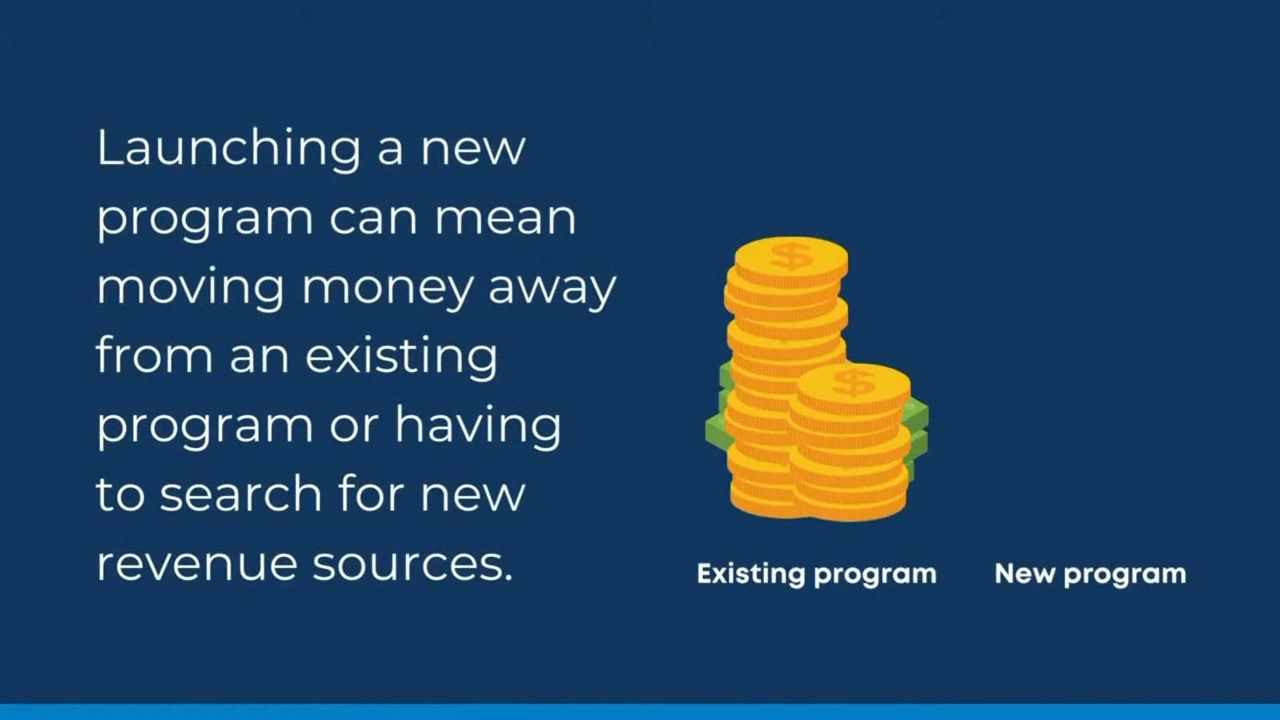 Launching a new
program can mean
moving money away
from an existing
program or having
to search for new
revenue sources.
$
$
Existing program
New program